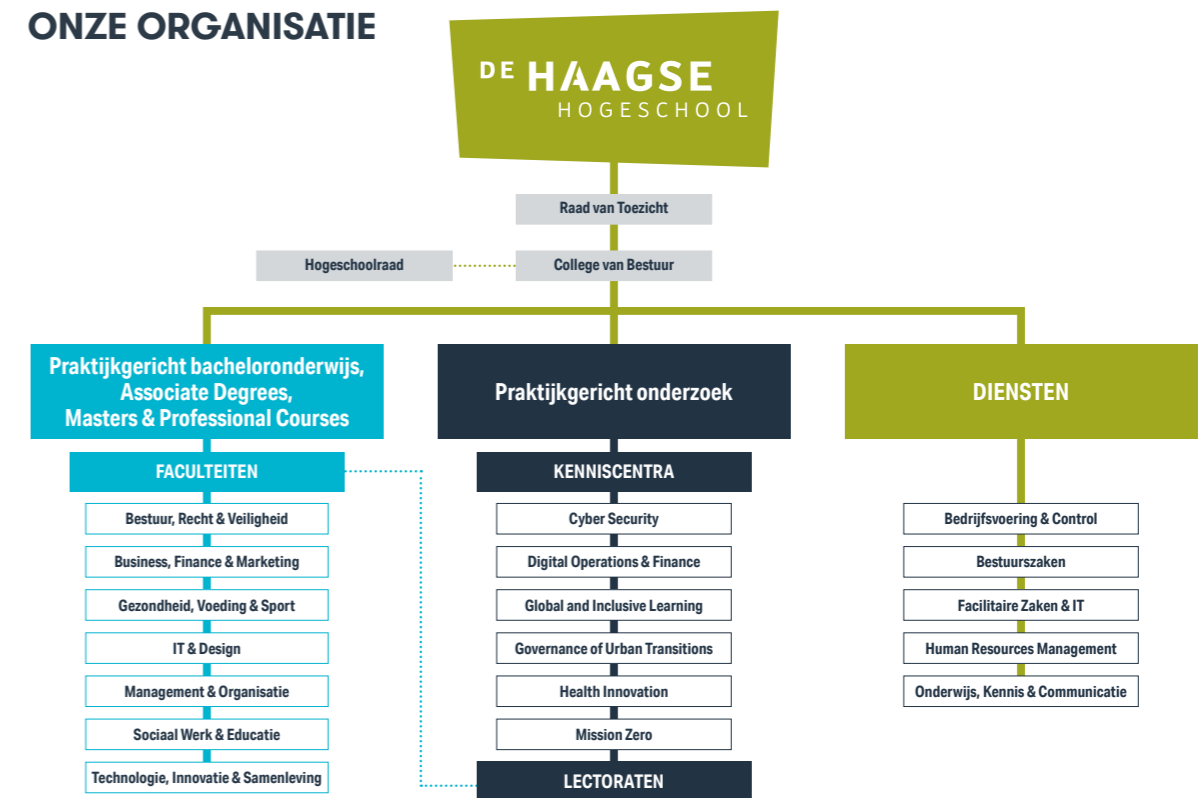 ONZE ORGANISATIE
DE HAAGSE
HOGESCHOOL
Raad van Toezicht
Hogeschoolraad
College van Bestuur
Praktijkgericht bacheloronderwijs,
Associate Degrees,
Masters & Professional Courses
FACULTEITEN
Bestuur, Recht & Veiligheid
Business, Finance & Marketing
Gezondheid, Voeding & Sport
IT & Design
Management & Organisatie
Sociaal Werk & Educatie
Technologie, Innovatie & Samenleving
Praktijkgericht onderzoek
KENNISCENTRA
Cyber Security
Digital Operations & Finance
Global and Inclusive Learning
Governance of Urban Transitions
Health Innovation
Mission Zero
LECTORATEN
DIENSTEN
Bedrijfsvoering & Control
Bestuurszaken
Facilitaire Zaken & IT
Human Resources Management
Onderwijs, Kennis & Communicatie